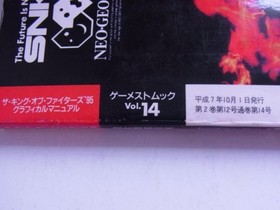 The Future Is N
SNK
NEO・GEO
ザ・キング・オブ・ファイターズ'95
グラフィカルマニュアル
ゲーメストムック
Vol. 14
平成7年10月1日発行
第2巻第12号通巻第14号